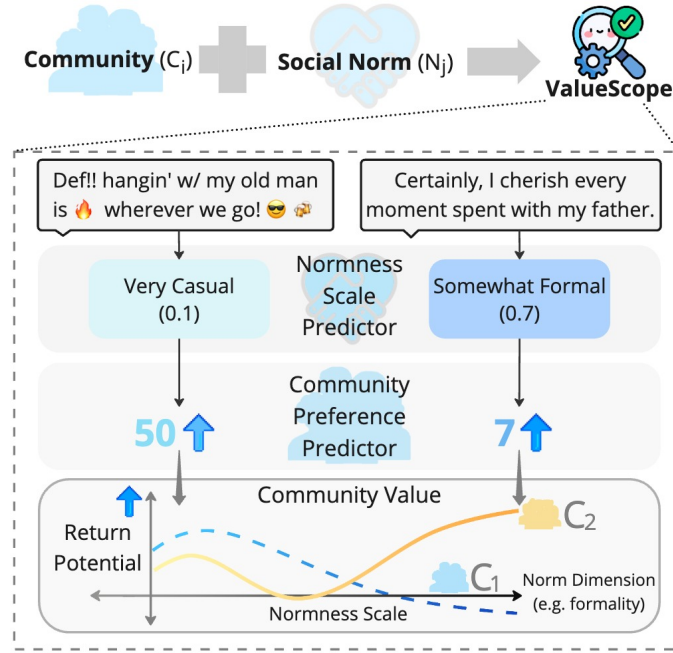 Community (Ci)
Social Norm (Nj)
ValueScope
Def!! hangin' w/ my old man
is 🔥 wherever we go! 😎 🍻
Certainly, I cherish every
moment spent with my father.
Very Casual
(0.1)
Normness
Scale
Predictor
Somewhat Formal
(0.7)
50
Community
Preference
Predictor
7
Community Value
Return
Potential
C2
C1
Norm Dimension
(e.g. formality)
Normness Scale